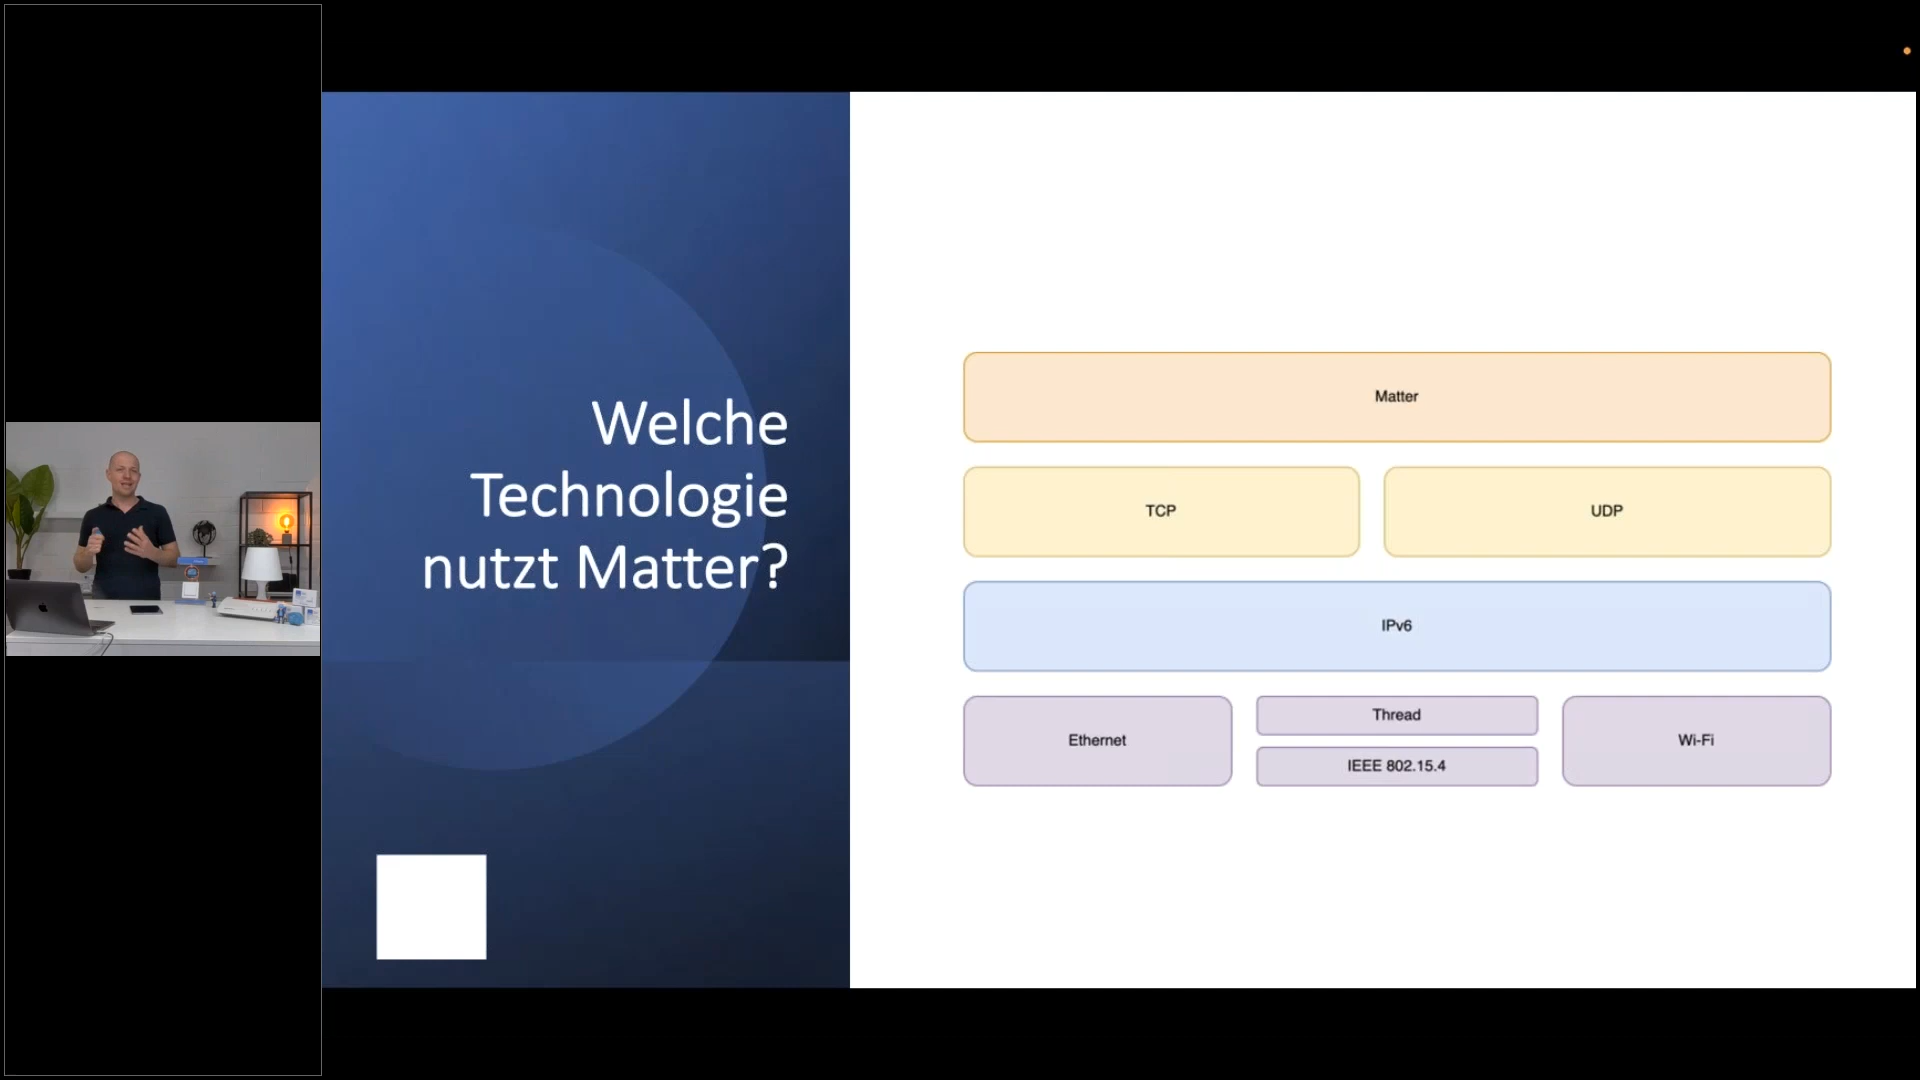 Welche
Technologie
nutzt Matter?
Matter
TCP
UDP
IPv6
Ethernet
Thread
IEEE 802.15.4
Wi-Fi